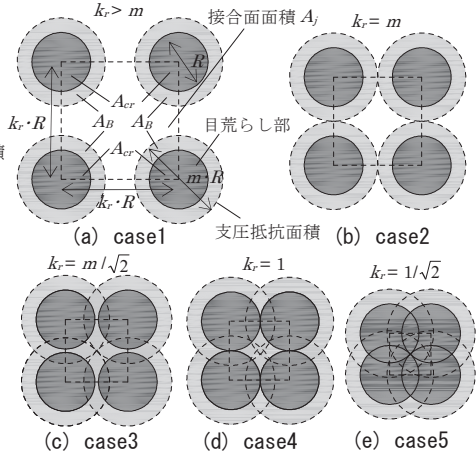 k_r > m
接合面面積 A_j
k_r = m
R
A_cr
k_r·R
A_B
A_B
目荒らし部
積
A_cr
m·R
k_r·R
支圧抵抗面積
(a) case1
(b) case2
k_r = m/√2
k_r = 1
k_r = 1/√2
(c) case3
(d) case4
(e) case5